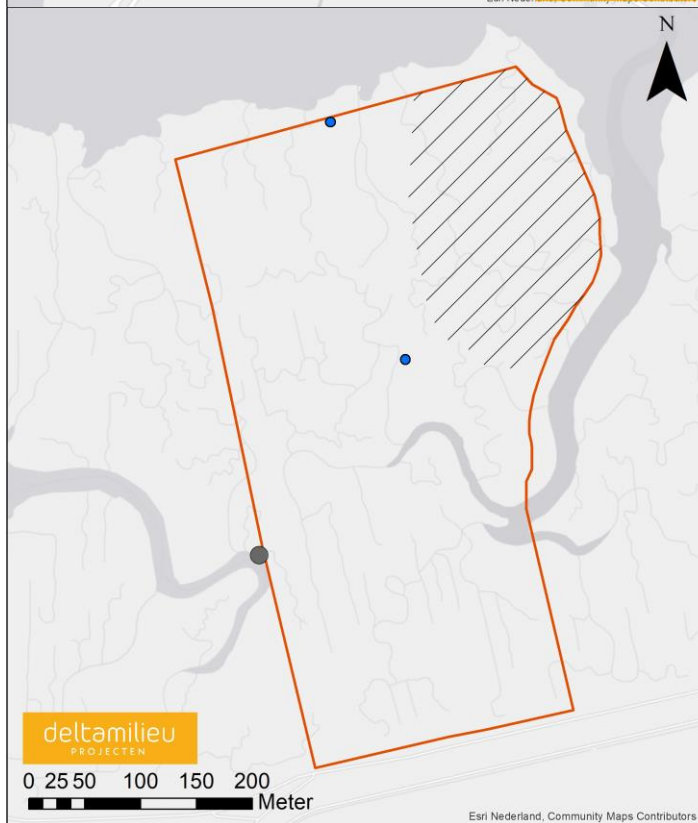 Esri Nederland, Community Maps Contributors
N
deltamilieu
PROJECTEN
0 25 50 100 150 200
Meter
Esri Nederland, Community Maps Contributors